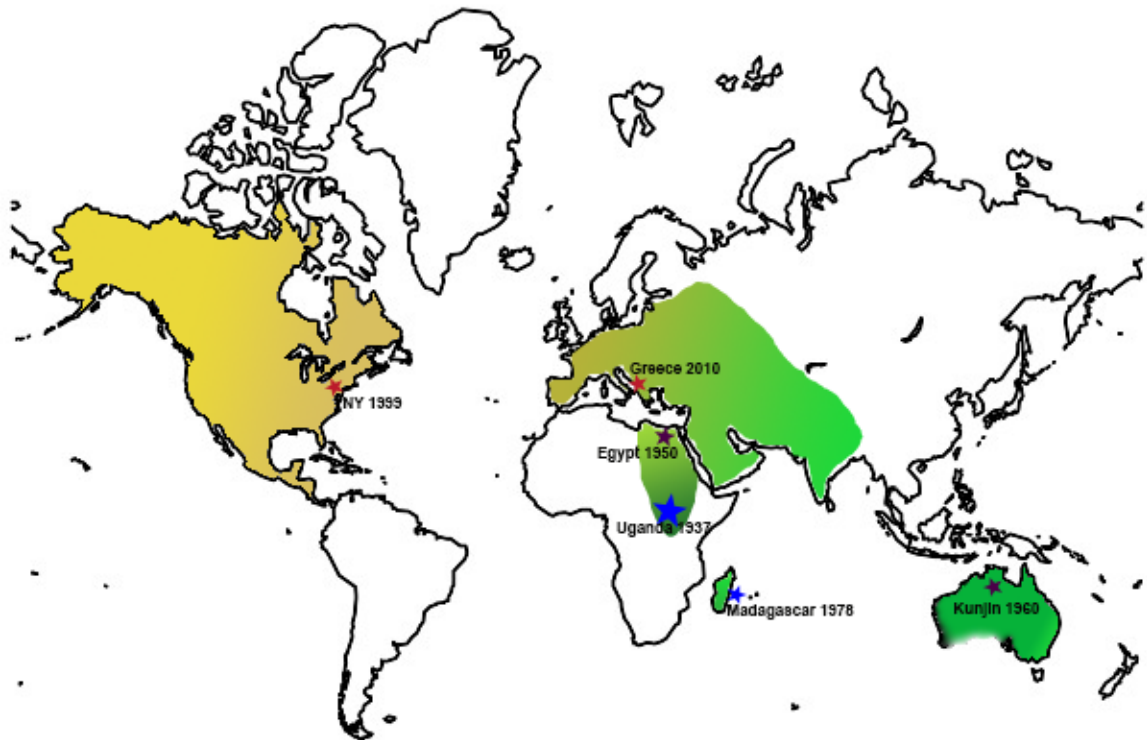 Greece 2010
NY 1999
Egypt 1950
Uganda 1937
Madagascar 1978
Kunjin 1960